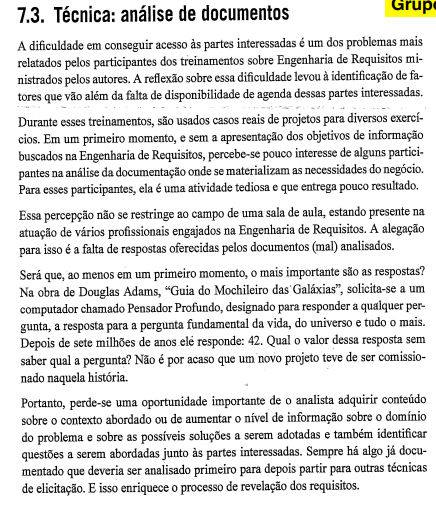 Grupo
7.3. Técnica: análise de documentos
A dificuldade em conseguir acesso às partes interessadas é um dos problemas mais
relatados pelos participantes dos treinamentos sobre Engenharia de Requisitos mi-
nistrados pelos autores. A reflexão sobre essa dificuldade levou à identificação de fa-
tores que vão além da falta de disponibilidade de agenda dessas partes interessadas.
Durante esses treinamentos, são usados casos reais de projetos para diversos exercí-
cios. Em um primeiro momento, e sem a apresentação dos objetivos de informação
buscados na Engenharia de Requisitos, percebe-se pouco interesse de alguns partici-
pantes na análise da documentação onde se materializam as necessidades do negócio.
Para esses participantes, ela é uma atividade tediosa e que entrega pouco resultado.
Essa percepção não se restringe ao campo de uma sala de aula, estando presente na
atuação de vários profissionais engajados na Engenharia de Requisitos. A alegação
para isso é a falta de respostas oferecidas pelos documentos (mal) analisados.
Será que, ao menos em um primeiro momento, o mais importante são as respostas?
Na obra de Douglas Adams, "Guia do Mochileiro das Galáxias", solicita-se a um
computador chamado Pensador Profundo, designado para responder a qualquer per-
gunta, a resposta para a pergunta fundamental da vida, do universo e tudo o mais.
Depois de sete milhões de anos ele responde: 42. Qual o valor dessa resposta sem
saber qual a pergunta? Não é por acaso que um novo projeto teve de ser comissio-
nado naquela história.
Portanto, perde-se uma oportunidade importante de o analista adquirir conteúdo
sobre o contexto abordado ou de aumentar o nível de informação sobre o domínio
do problema e sobre as possíveis soluções a serem adotadas e também identificar
questões a serem abordadas junto às partes interessadas. Sempre há algo já docu-
mentado que deveria ser analisado primeiro para depois partir para outras técnicas
de elicitação. E isso enriquece o processo de revelação dos requisitos.